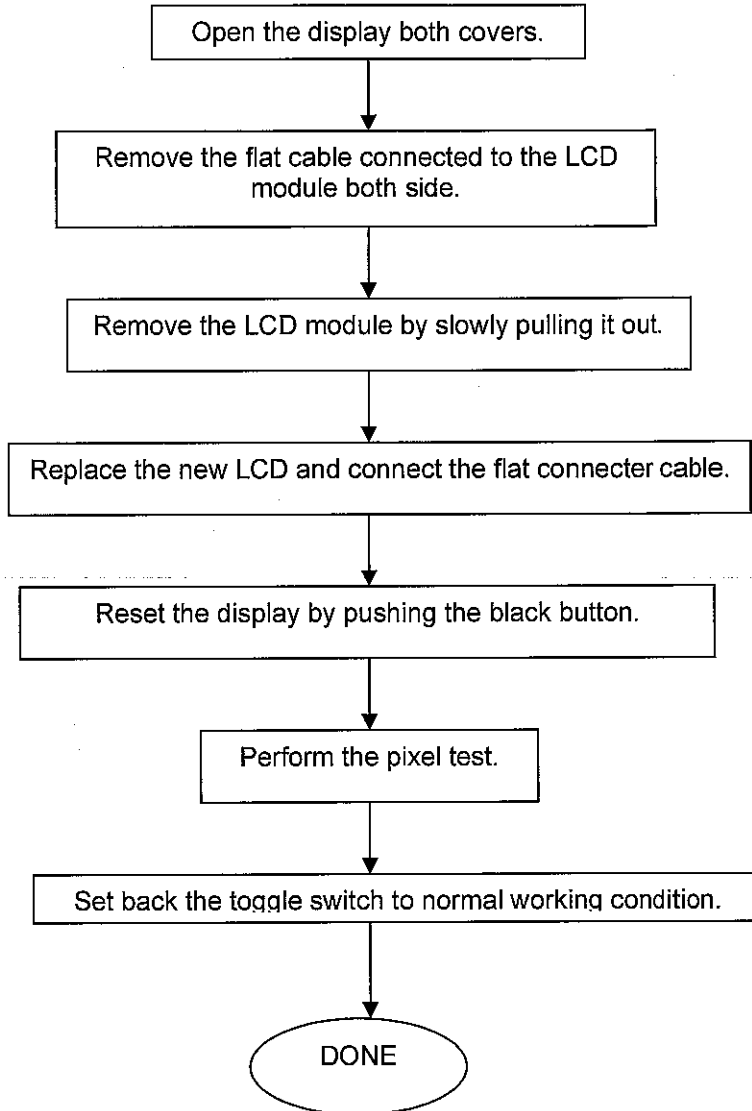 Open the display both covers.
Remove the flat cable connected to the LCD
module both side.
Remove the LCD module by slowly pulling it out.
Replace the new LCD and connect the flat connecter cable.
Reset the display by pushing the black button.
Perform the pixel test.
Set back the toggle switch to normal working condition.
DONE